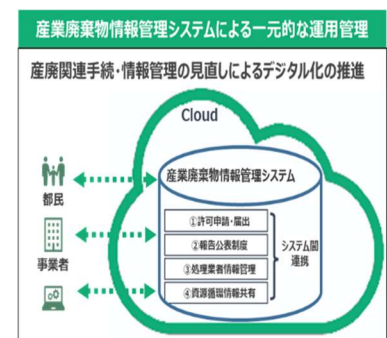 産業廃棄物情報管理システムによる一元的な運用管理
産廃関連手続・情報管理の見直しによるデジタル化の推進
Cloud
産業廃棄物情報管理システム
都民
事業者
①許可申請・届出
②報告公表制度
③処理業者情報管理
④資源循環情報共有
システム間
連携